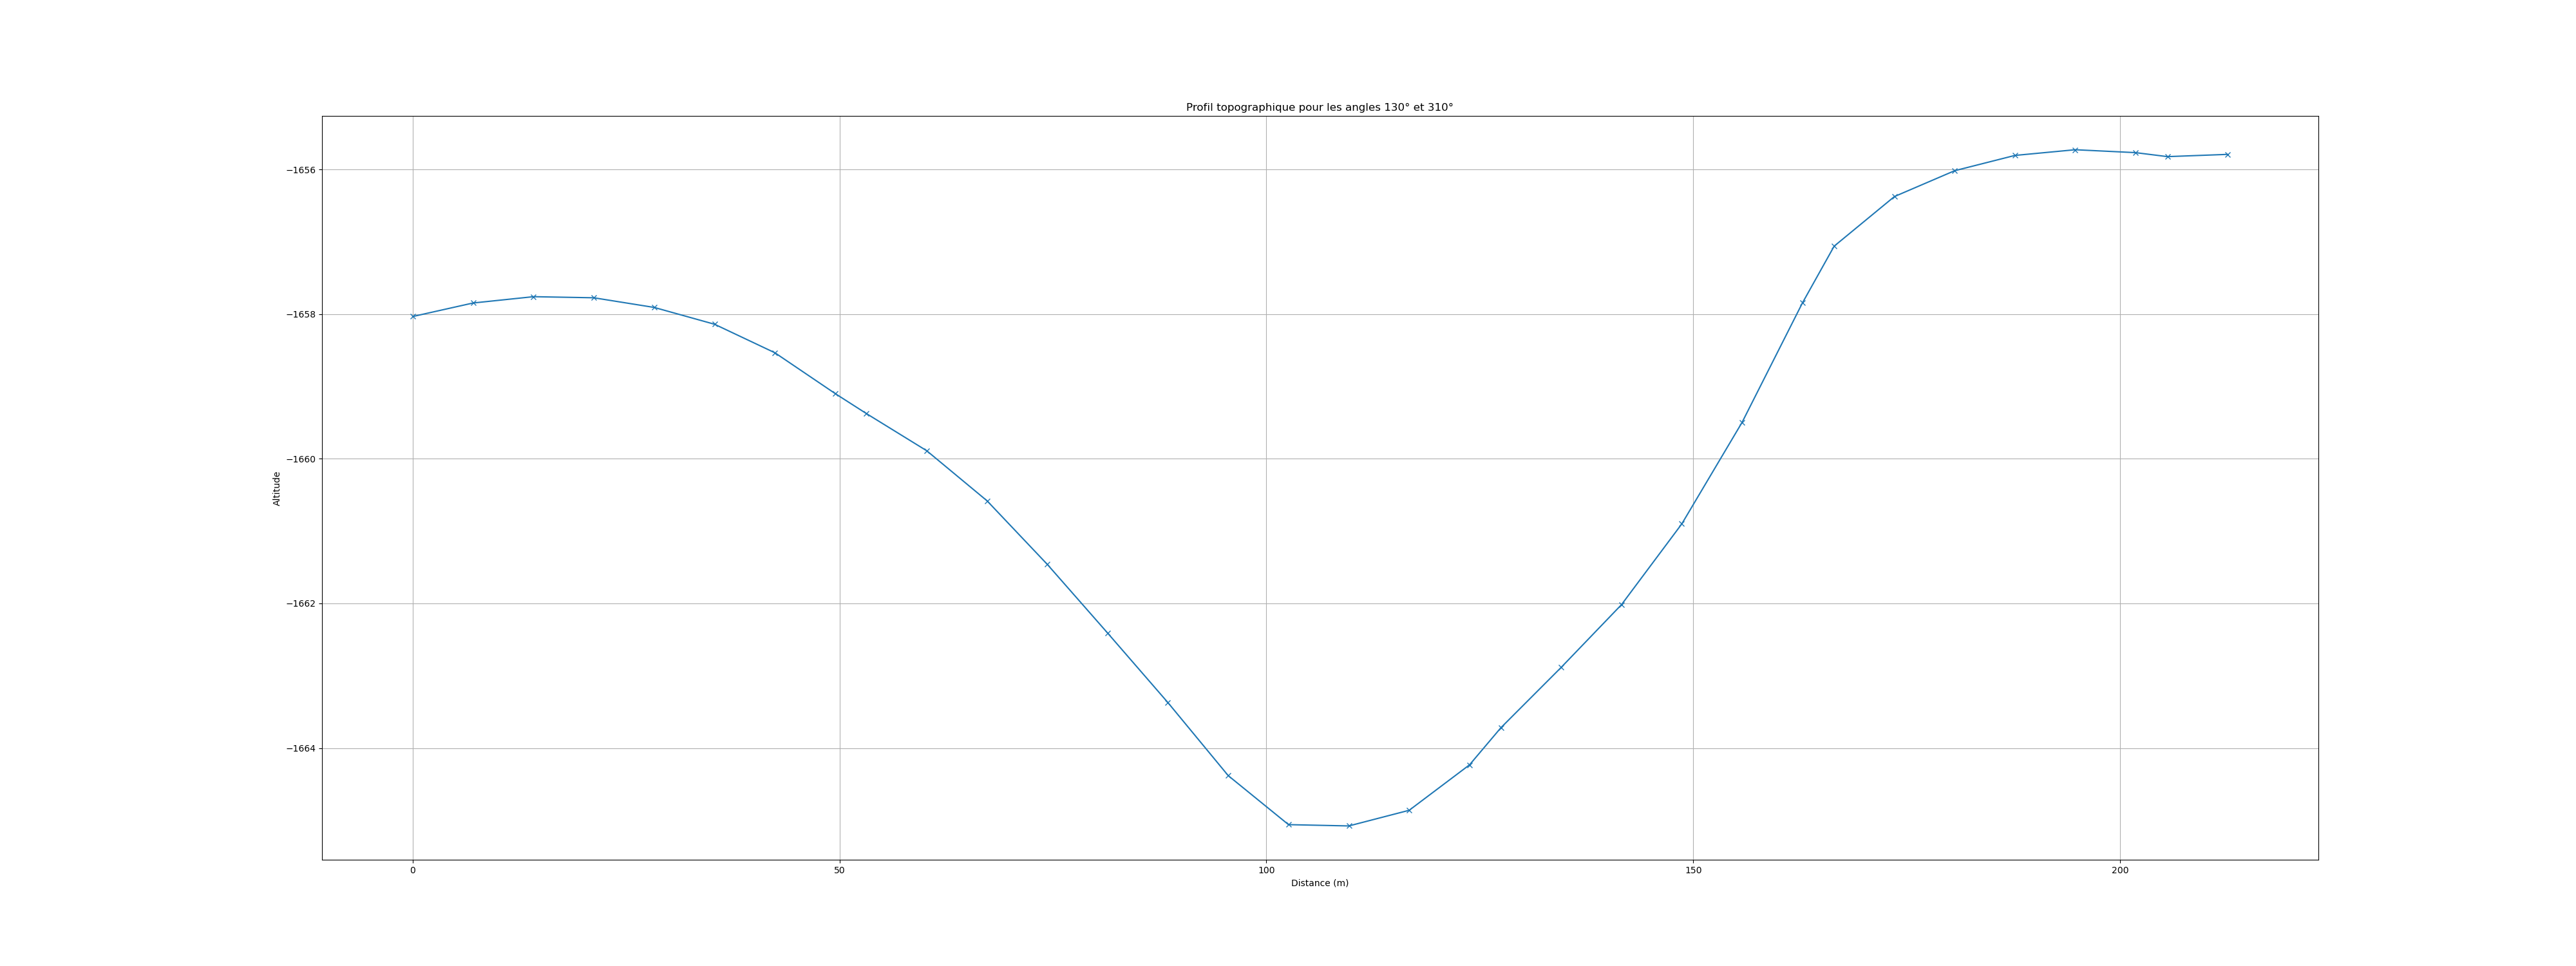 Profil topographique pour les angles 130° et 310°
−1656
−1658
−1660
−1662
−1664
Altitude
0 50 100 150 200
Distance (m)